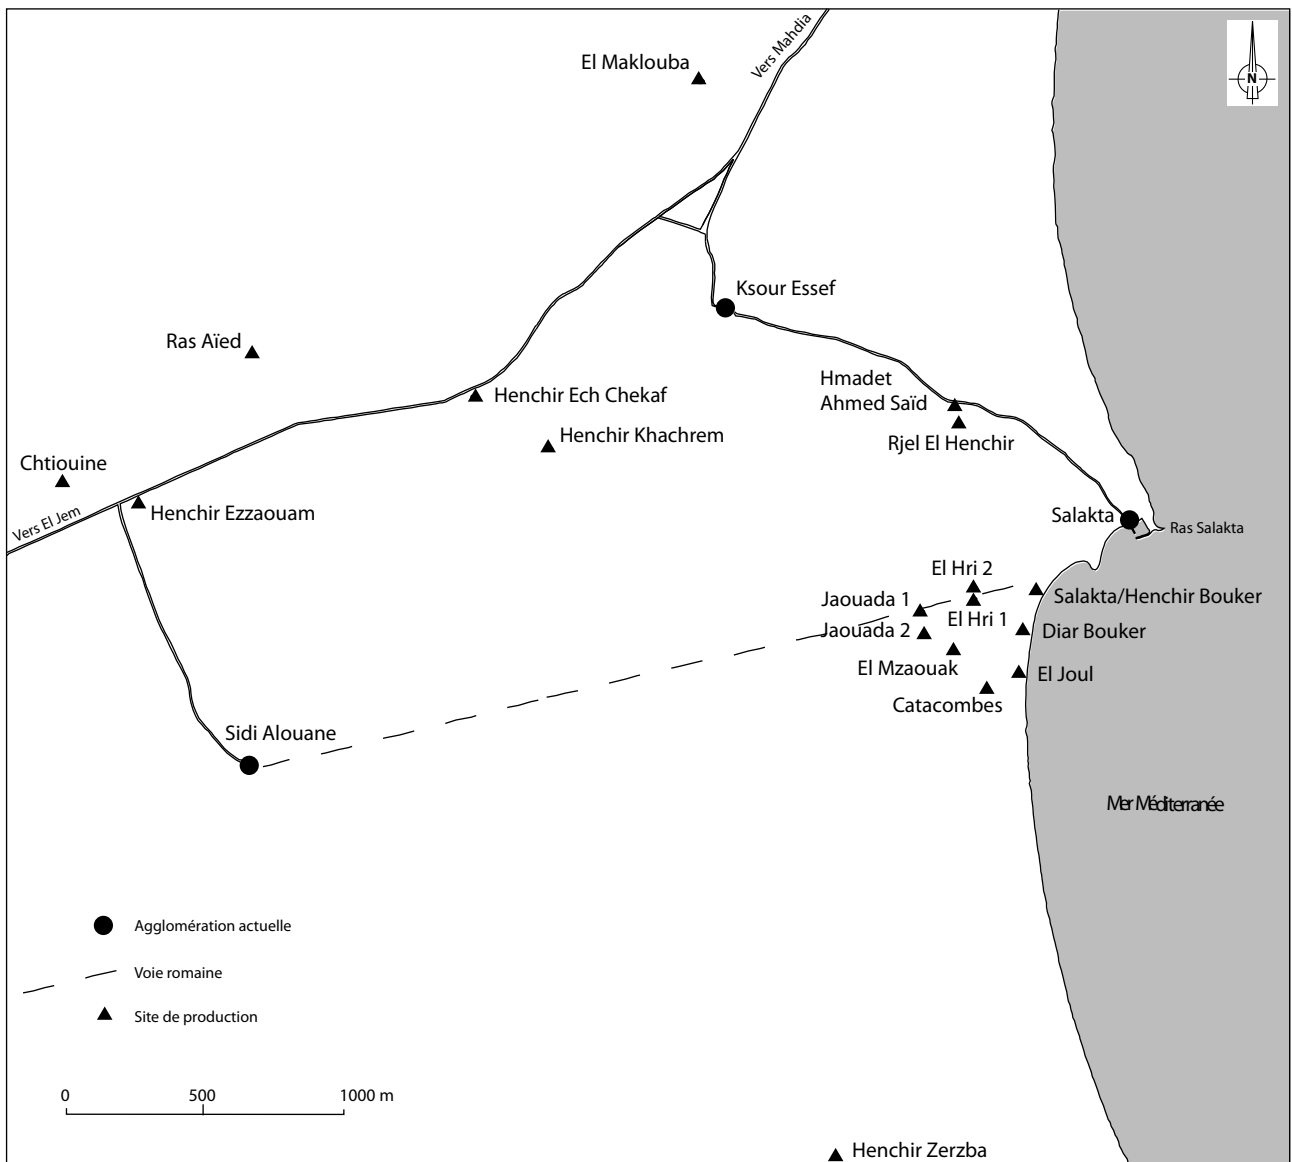 Vers Mahdia
El Maklouba
N
Ksour Essef
Ras Aïed
Hmadet
Ahmed Saïd
Henchir Ech Chekaf
Rjel El Henchir
Henchir Khachrem
Chtiouine
Henchir Ezzaouam
Vers El Jem
Salakta
Ras Salakta
El Hri 2
Jaouada 1
Salakta/Henchir Bouker
El Hri 1
Jaouada 2
Diar Bouker
El Mzaouak
El Joul
Catacombes
Sidi Alouane
Mer Méditerranée
Agglomération actuelle
Voie romaine
Site de production
0 500 1000 m
Henchir Zerzba